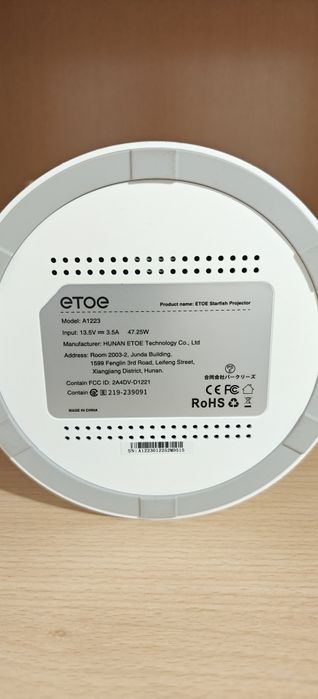 eToe
Product name: ETOE Starfish Projector
Model: A1223
Input: 13.5V⎓3.5A 47.25W
Manufacturer: HUNAN ETOE Technology Co., Ltd
Address: Room 2003-2, Junda Building,
1599 Fenglin 3rd Road, Leifeng Street,
Xiangjiang District, Hunan.
合同会社パークリーズ
Contain FCC ID: 2A4DV-D1221
CE FC
Contain R 219-239091
RoHS
MADE IN CHINA